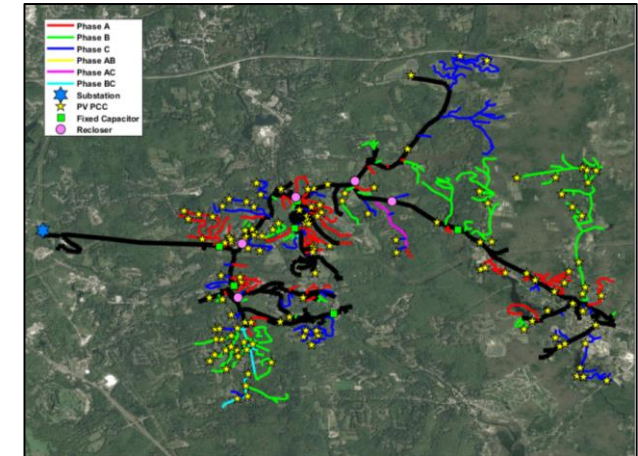 Phase A
Phase B
Phase C
Phase AB
Phase AC
Phase BC
Substation
PV PCC
Fixed Capacitor
Recloser